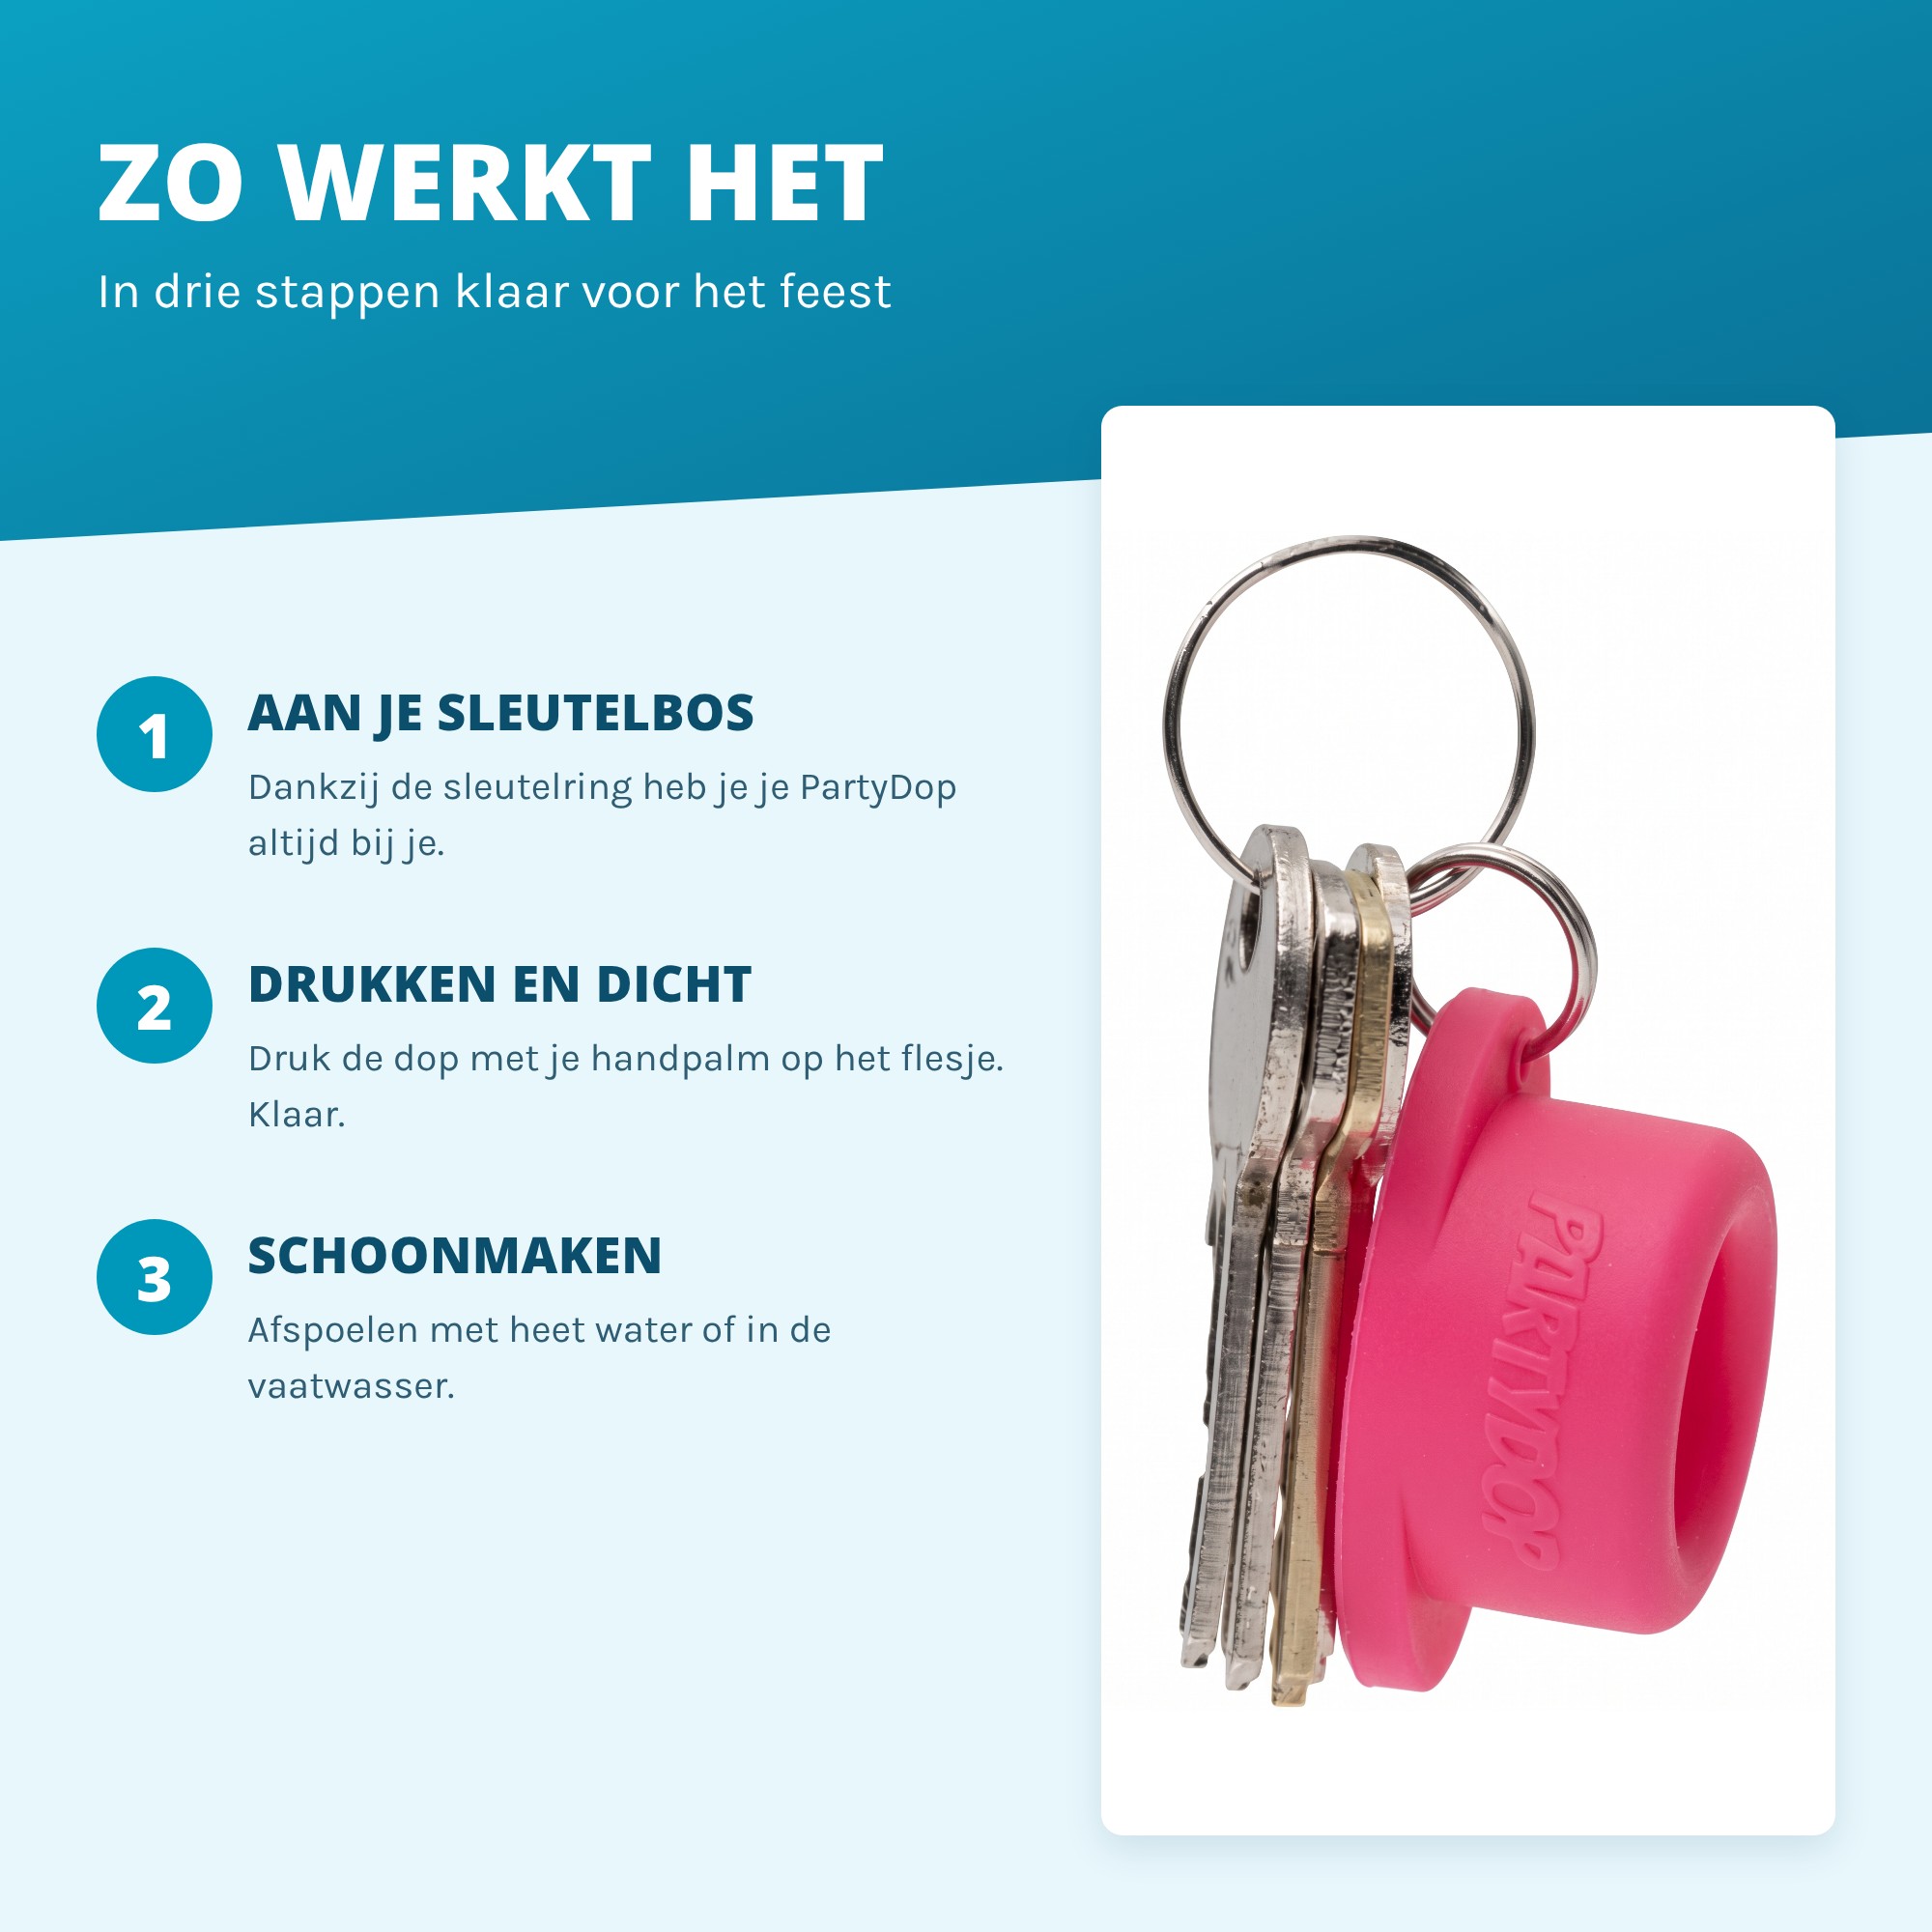 ZO WERKT HET
In drie stappen klaar voor het feest
1
AAN JE SLEUTELBOS
Dankzij de sleutelring heb je je PartyDop
altijd bij je.
2
DRUKKEN EN DICHT
Druk de dop met je handpalm op het flesje.
Klaar.
3
SCHOONMAKEN
Afspoelen met heet water of in de
vaatwasser.
PARTYDOP